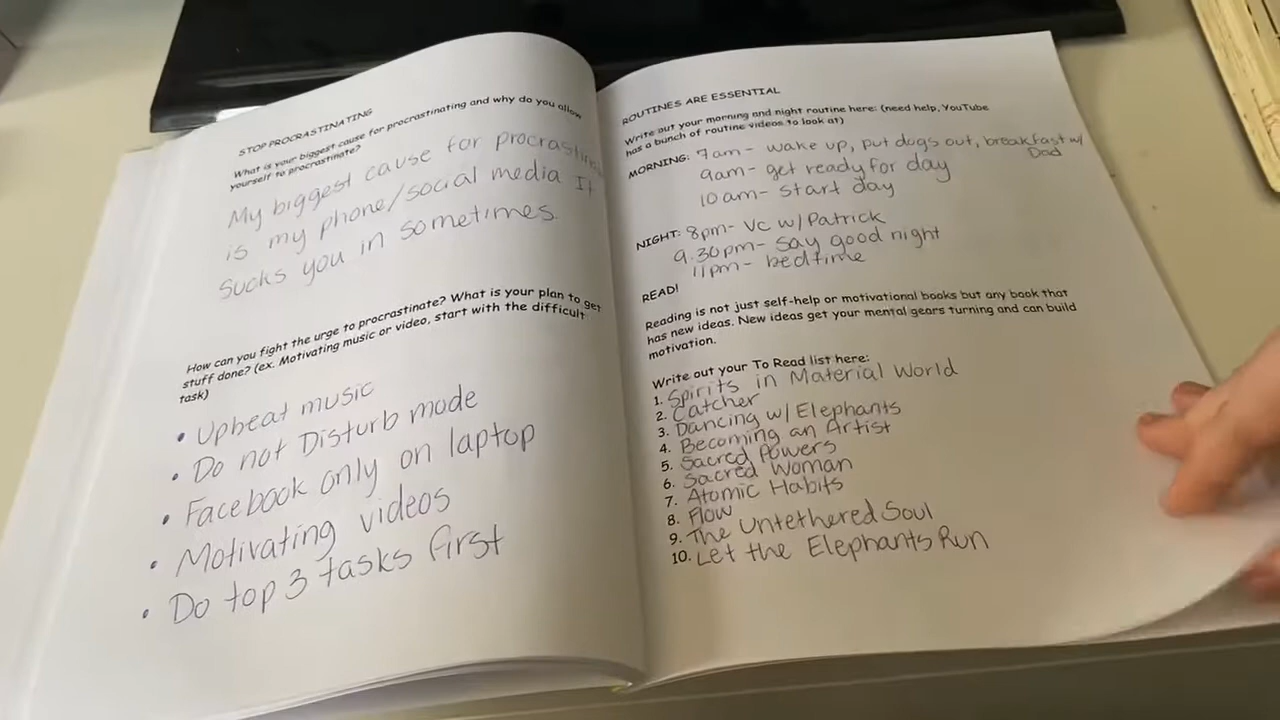 STOP PROCRASTINATING
What is your biggest cause for procrastinating and why do you allow
yourself to procrastinate?
My biggest cause for
is my phone/social media It
sucks you in sometimes.
How can you fight the urge to procrastinate? What is your plan to get
stuff done? (ex. Motivating music or video, start with the difficult
task)
• Upbeat music
• Do not Disturb mode
• Facebook only on laptop
• Motivating videos
• Do top 3 tasks first
ROUTINES ARE ESSENTIAL
Write out your morning and night routine here: (need help, YouTube
has a bunch of routine videos to look at)
MORNING: 7am- wake up, put dogs out, breakfast w/
Dad
9am- get ready for day
10am- start day
NIGHT: 8pm- VC w/Patrick
9:30pm- say good night
11pm- bedtime
READ!
Reading is not just self-help or motivational books but any book that
has new ideas. New ideas get your mental gears turning and can build
motivation.
Write out your To Read list here:
1. Spirits in Material World
2. Catcher
3. Dancing w/ Elephants
4. Becoming an Artist
5. Sacred Powers
6. Sacred Woman
7. Atomic Habits
8. Flow
9. The Untethered Soul
10. Let the Elephants Run